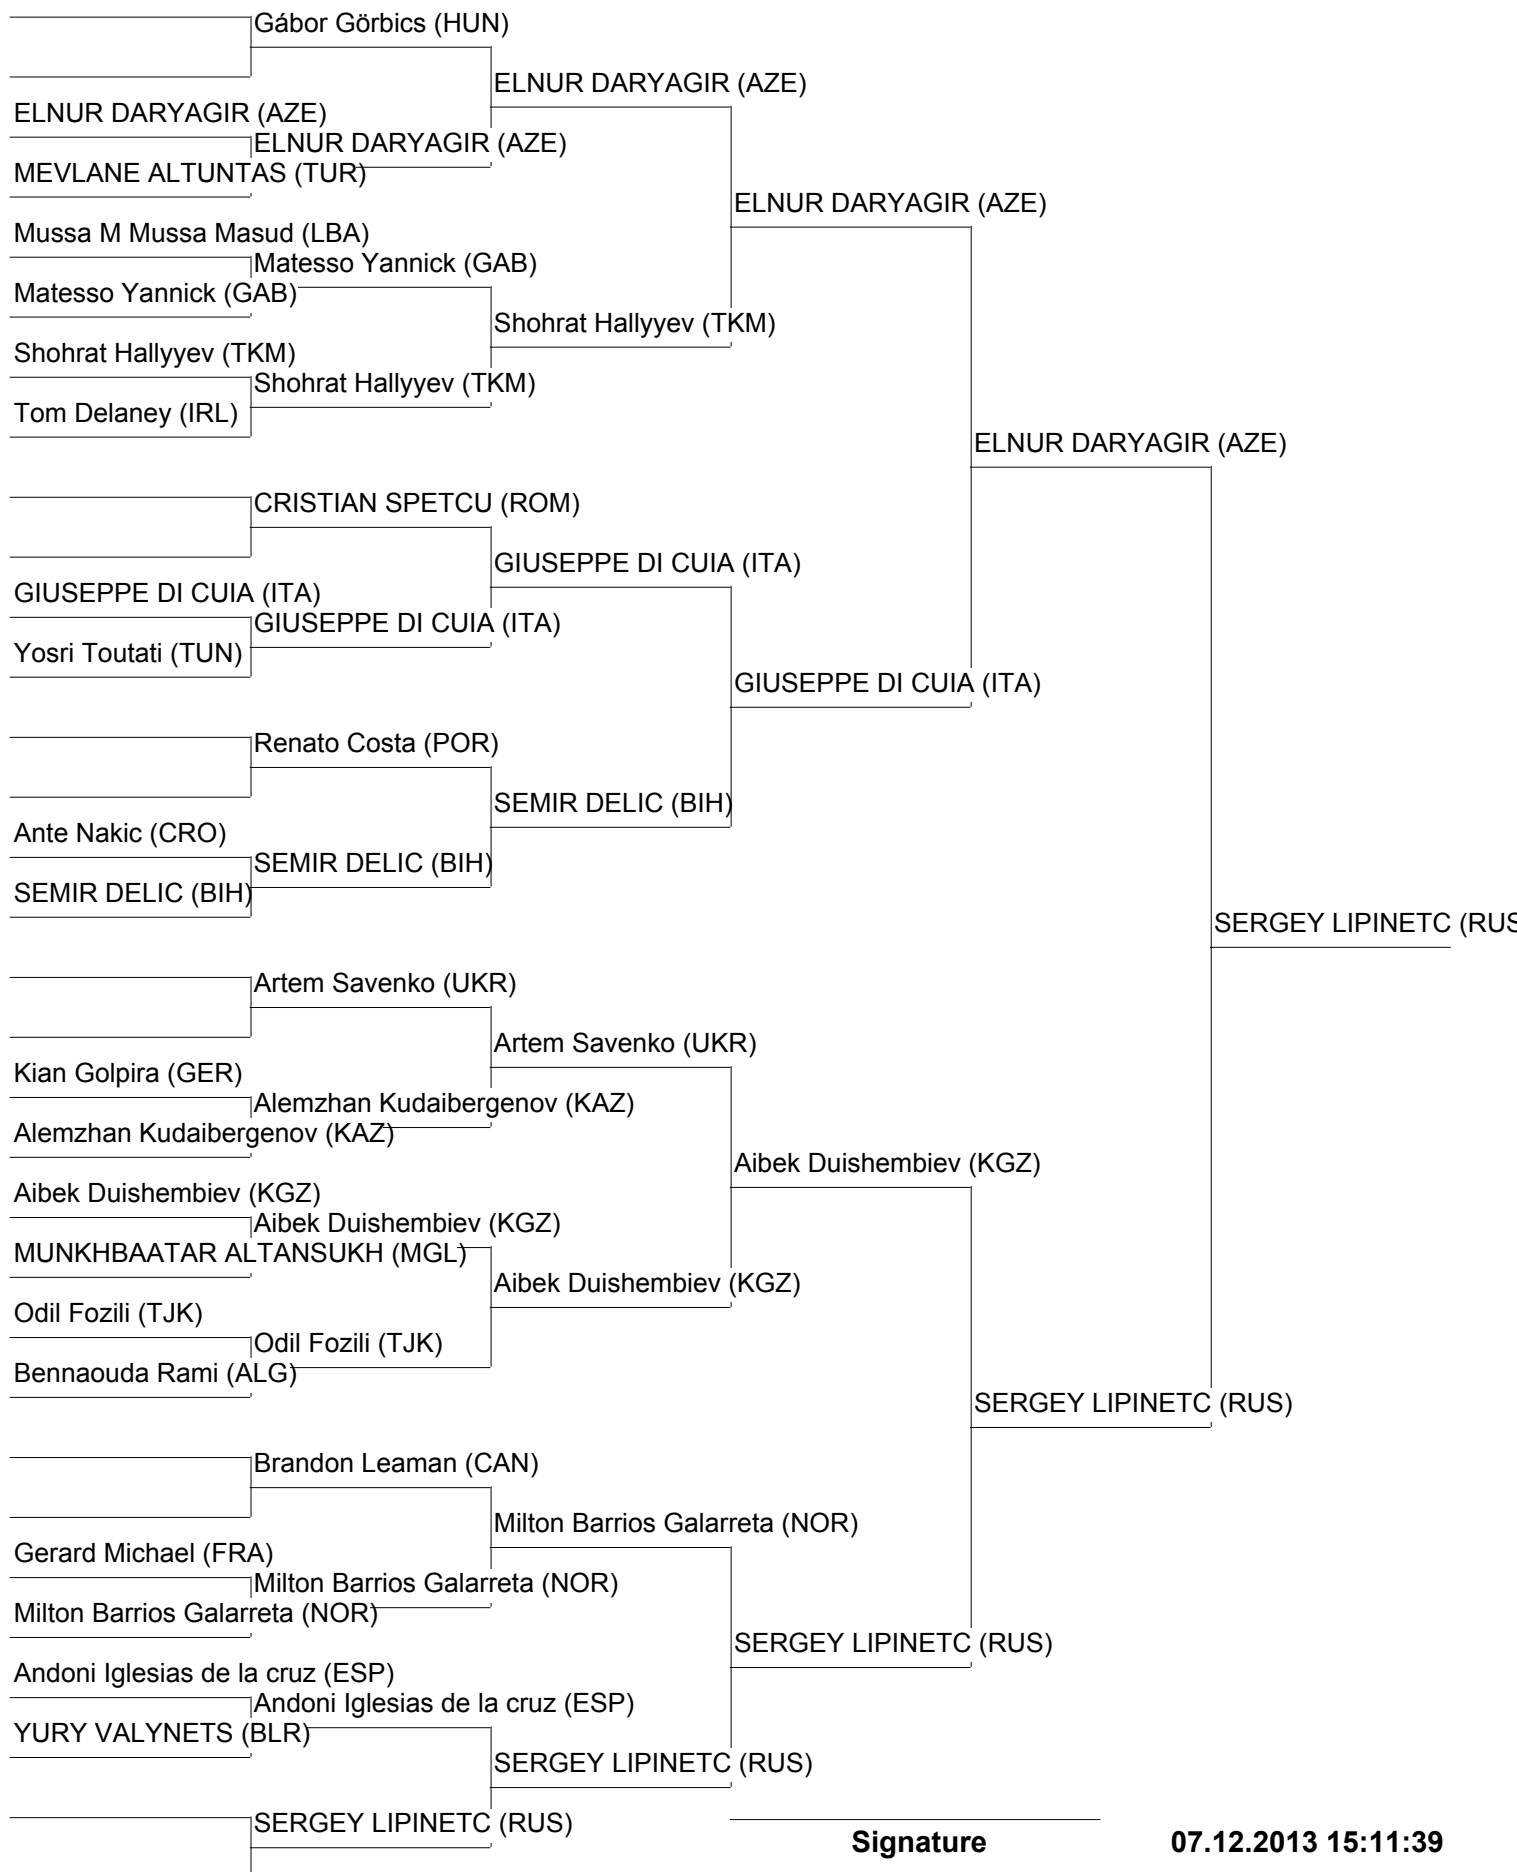 Gábor Görbics (HUN)
ELNUR DARYAGIR (AZE)
ELNUR DARYAGIR (AZE)
ELNUR DARYAGIR (AZE)
MEVLANE ALTUNTAS (TUR)
ELNUR DARYAGIR (AZE)
Mussa M Mussa Masud (LBA)
Matesso Yannick (GAB)
Matesso Yannick (GAB)
Shohrat Hallyyev (TKM)
Shohrat Hallyyev (TKM)
Shohrat Hallyyev (TKM)
Tom Delaney (IRL)
ELNUR DARYAGIR (AZE)
CRISTIAN SPETCU (ROM)
GIUSEPPE DI CUIA (ITA)
GIUSEPPE DI CUIA (ITA)
GIUSEPPE DI CUIA (ITA)
Yosri Toutati (TUN)
GIUSEPPE DI CUIA (ITA)
Renato Costa (POR)
SEMIR DELIC (BIH)
Ante Nakic (CRO)
SEMIR DELIC (BIH)
SEMIR DELIC (BIH)
SERGEY LIPINETC (RUS
Artem Savenko (UKR)
Artem Savenko (UKR)
Kian Golpira (GER)
Alemzhan Kudaibergenov (KAZ)
Alemzhan Kudaibergenov (KAZ)
Aibek Duishembiev (KGZ)
Aibek Duishembiev (KGZ)
Aibek Duishembiev (KGZ)
MUNKHBAATAR ALTANSUKH (MGL)
Aibek Duishembiev (KGZ)
Odil Fozili (TJK)
Odil Fozili (TJK)
Bennaouda Rami (ALG)
SERGEY LIPINETC (RUS)
Brandon Leaman (CAN)
Milton Barrios Galarreta (NOR)
Gerard Michael (FRA)
Milton Barrios Galarreta (NOR)
Milton Barrios Galarreta (NOR)
SERGEY LIPINETC (RUS)
Andoni Iglesias de la cruz (ESP)
Andoni Iglesias de la cruz (ESP)
YURY VALYNETS (BLR)
SERGEY LIPINETC (RUS)
SERGEY LIPINETC (RUS)
Signature
07.12.2013 15:11:39